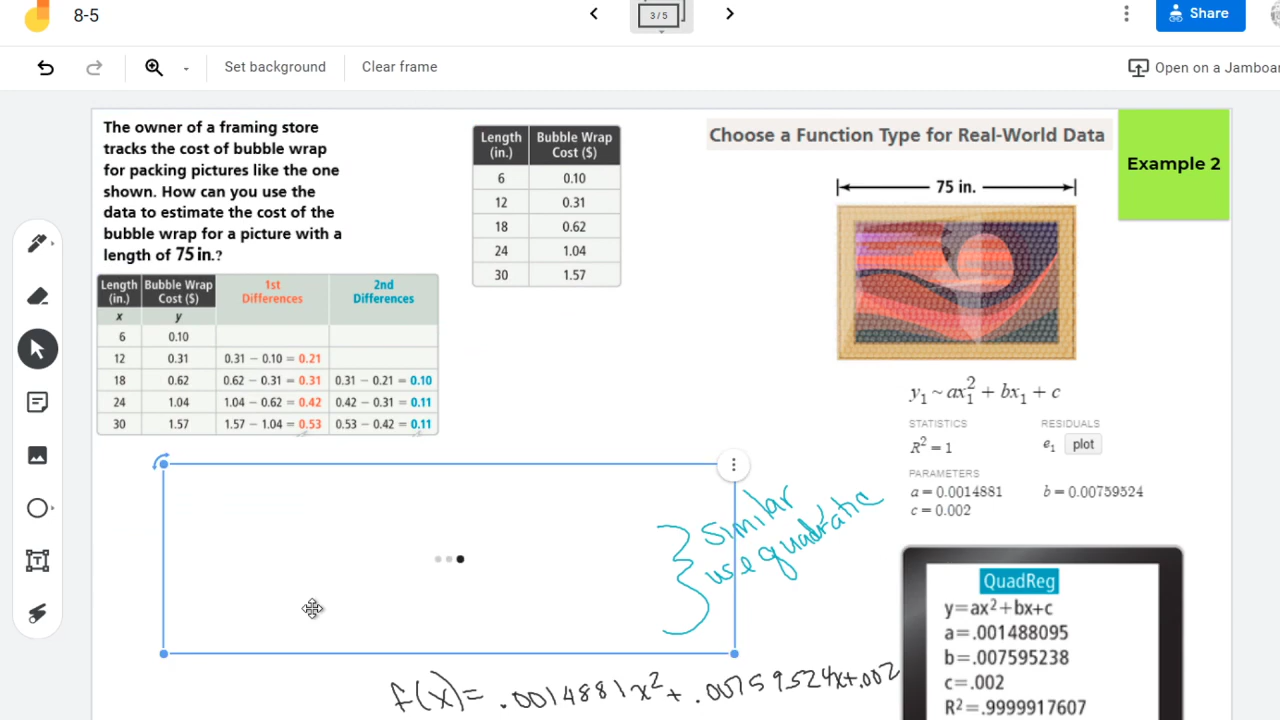 8-5
3 / 5
Share
Set background
Clear frame
Open on a Jamboar
The owner of a framing store
tracks the cost of bubble wrap
for packing pictures like the one
shown. How can you use the
data to estimate the cost of the
bubble wrap for a picture with a
length of 75 in.?
Length (in.) Bubble Wrap Cost ($)
6 0.10
12 0.31
18 0.62
24 1.04
30 1.57
Choose a Function Type for Real-World Data
Example 2
75 in.
Length (in.) Bubble Wrap Cost ($) 1st Differences 2nd Differences
x y
6 0.10
12 0.31 0.31 − 0.10 = 0.21
18 0.62 0.62 − 0.31 = 0.31 0.31 − 0.21 = 0.10
24 1.04 1.04 − 0.62 = 0.42 0.42 − 0.31 = 0.11
30 1.57 1.57 − 1.04 = 0.53 0.53 − 0.42 = 0.11
y₁ ~ ax₁² + bx₁ + c
STATISTICS RESIDUALS
R² = 1 e₁ plot
PARAMETERS
a = 0.0014881 b = 0.00759524
c = 0.002
similar
use quadratic
QuadReg
y=ax²+bx+c
a=.001488095
b=.007595238
c=.002
R²=.9999917607
f(x)= .0014881x² + .00759524x+.002